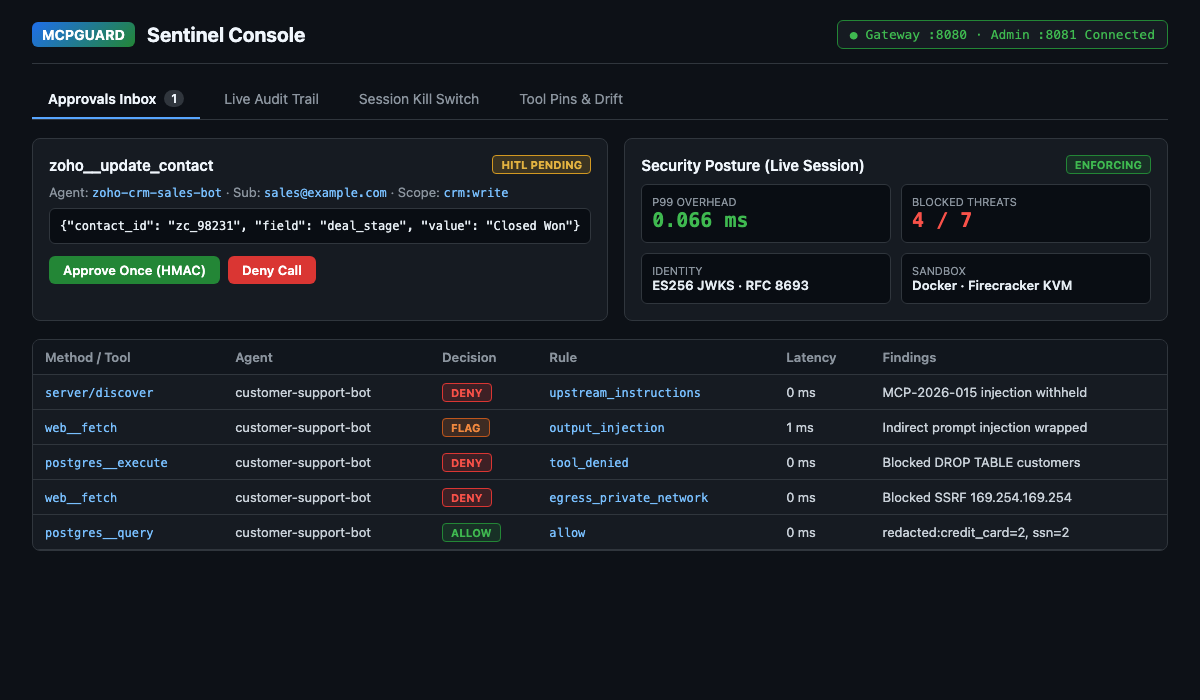 MCPGUARD Sentinel Console
● Gateway :8080 · Admin :8081 Connected
Approvals Inbox 1 Live Audit Trail Session Kill Switch Tool Pins & Drift
zoho__update_contact HITL PENDING
Agent: zoho-crm-sales-bot · Sub: sales@example.com · Scope: crm:write
{"contact_id": "zc_98231", "field": "deal_stage", "value": "Closed Won"}
Approve Once (HMAC) Deny Call
Security Posture (Live Session) ENFORCING
P99 OVERHEAD
0.066 ms
BLOCKED THREATS
4 / 7
IDENTITY
ES256 JWKS · RFC 8693
SANDBOX
Docker · Firecracker KVM
Method / Tool Agent Decision Rule Latency Findings
server/discover customer-support-bot DENY upstream_instructions 0 ms MCP-2026-015 injection withheld
web__fetch customer-support-bot FLAG output_injection 1 ms Indirect prompt injection wrapped
postgres__execute customer-support-bot DENY tool_denied 0 ms Blocked DROP TABLE customers
web__fetch customer-support-bot DENY egress_private_network 0 ms Blocked SSRF 169.254.169.254
postgres__query customer-support-bot ALLOW allow 0 ms redacted:credit_card=2, ssn=2